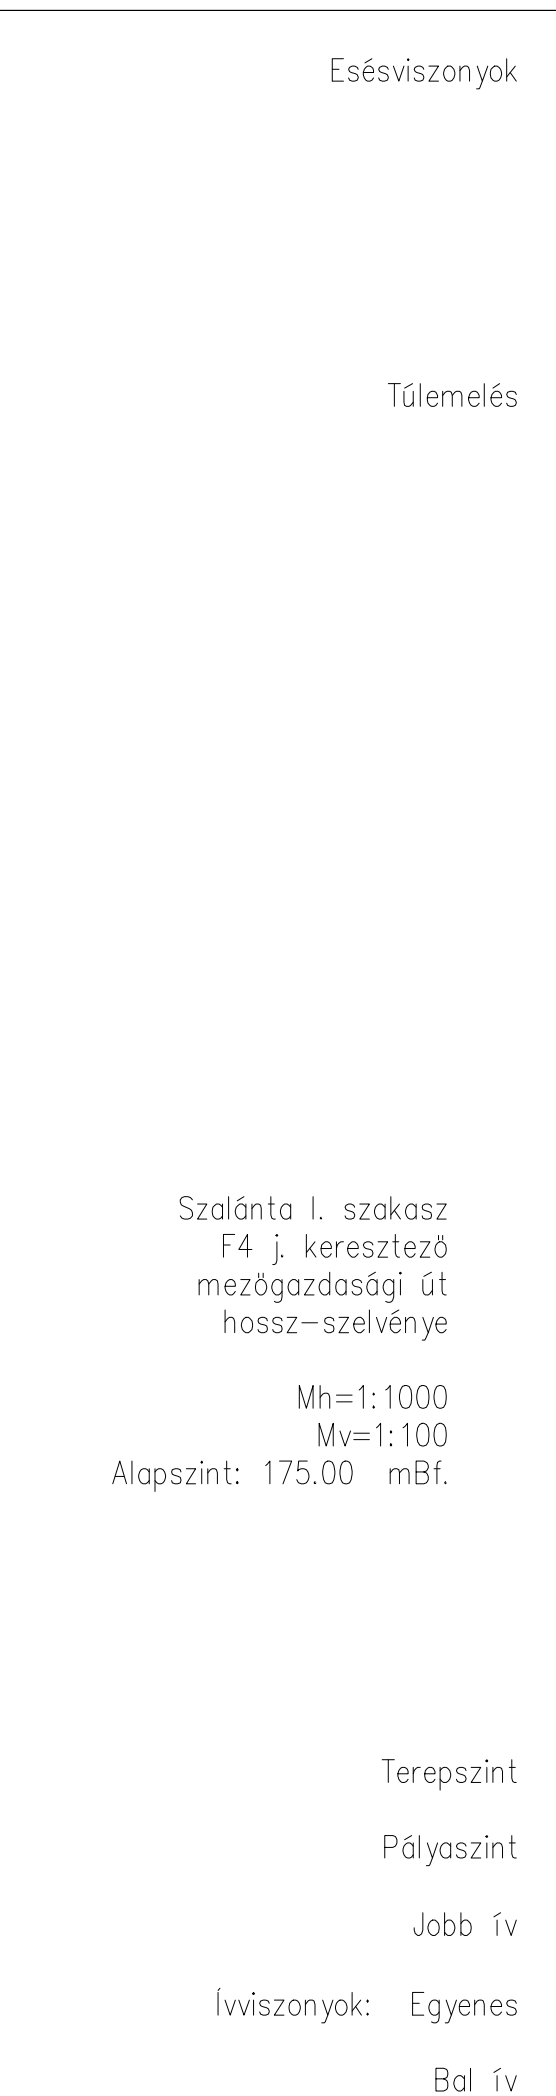 Esésviszonyok
Túlemelés
Szalánta I. szakasz
F4 j. keresztezö
mezögazdasági út
hossz-szelvénye
Mh=1:1000
Mv=1:100
Alapszint: 175.00 mBf.
Terepszint
Pályaszint
Jobb ív
Ívviszonyok: Egyenes
Bal ív